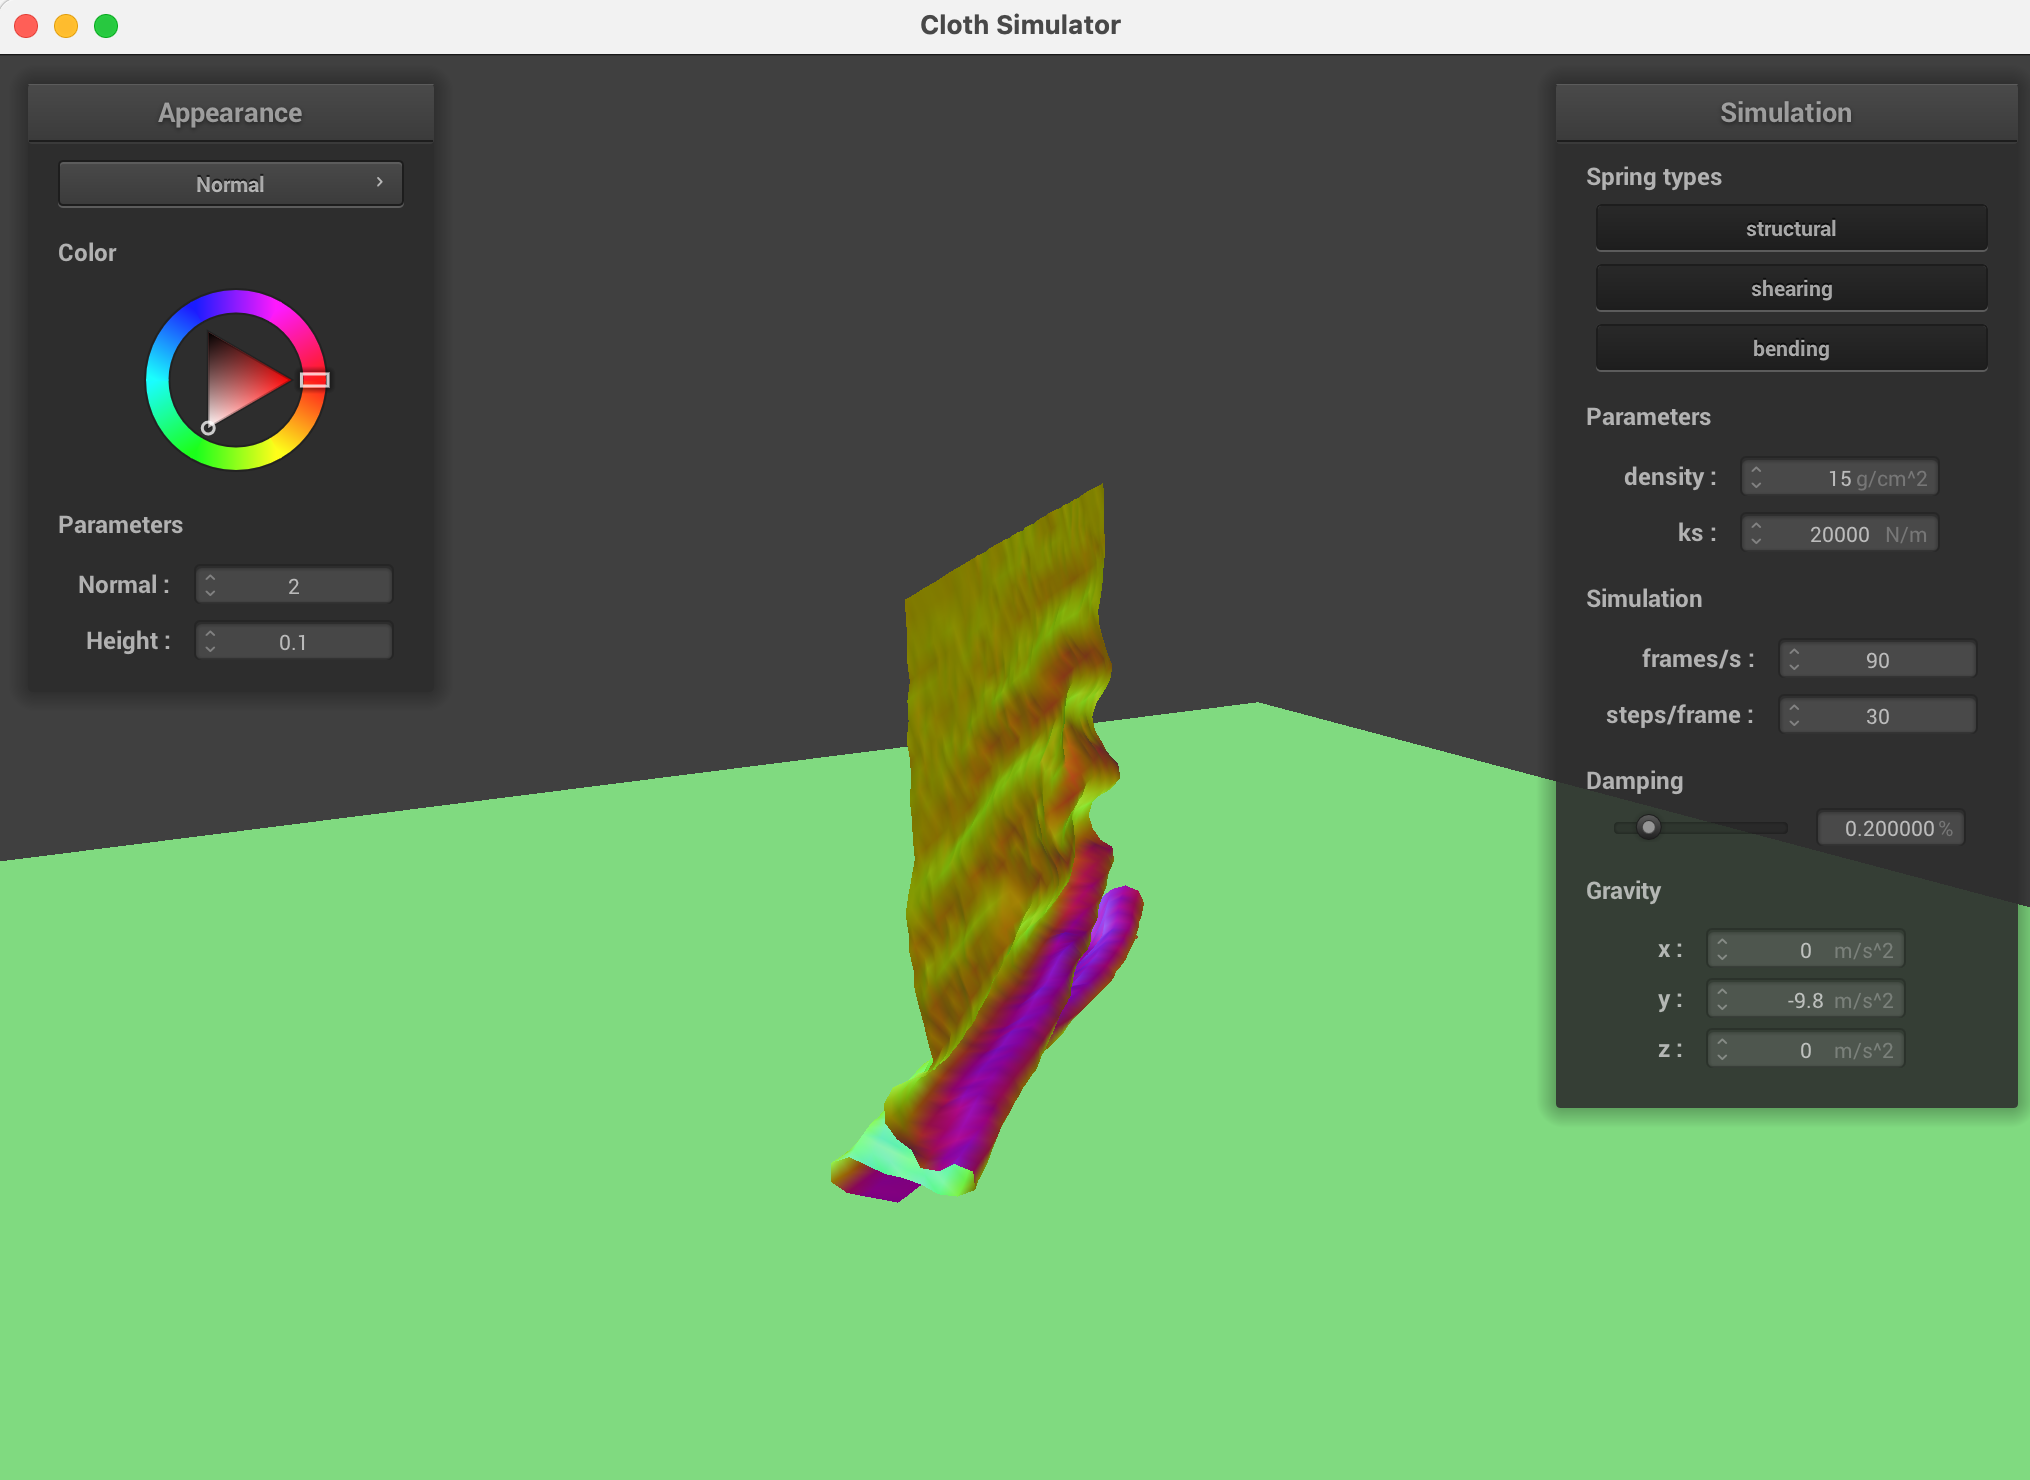 Cloth Simulator
Appearance
Normal
Color
Parameters
Normal : 2
Height : 0.1
Simulation
Spring types
structural
shearing
bending
Parameters
density : 15 g/cm^2
ks : 20000 N/m
Simulation
frames/s : 90
steps/frame : 30
Damping
0.200000 %
Gravity
x : 0 m/s^2
y : -9.8 m/s^2
z : 0 m/s^2